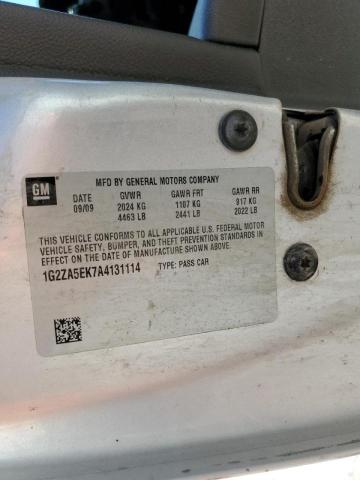 GM
MFD BY GENERAL MOTORS COMPANY
DATE GVWR GAWR FRT GAWR RR
09/09 2024 KG 1107 KG 917 KG
4463 LB 2441 LB 2022 LB
THIS VEHICLE CONFORMS TO ALL APPLICABLE U.S. FEDERAL MOTOR
VEHICLE SAFETY, BUMPER, AND THEFT PREVENTION STANDARDS IN
EFFECT ON THE DATE OF MANUFACTURE SHOWN ABOVE.
1G2ZA5EK7A4131114 TYPE: PASS CAR